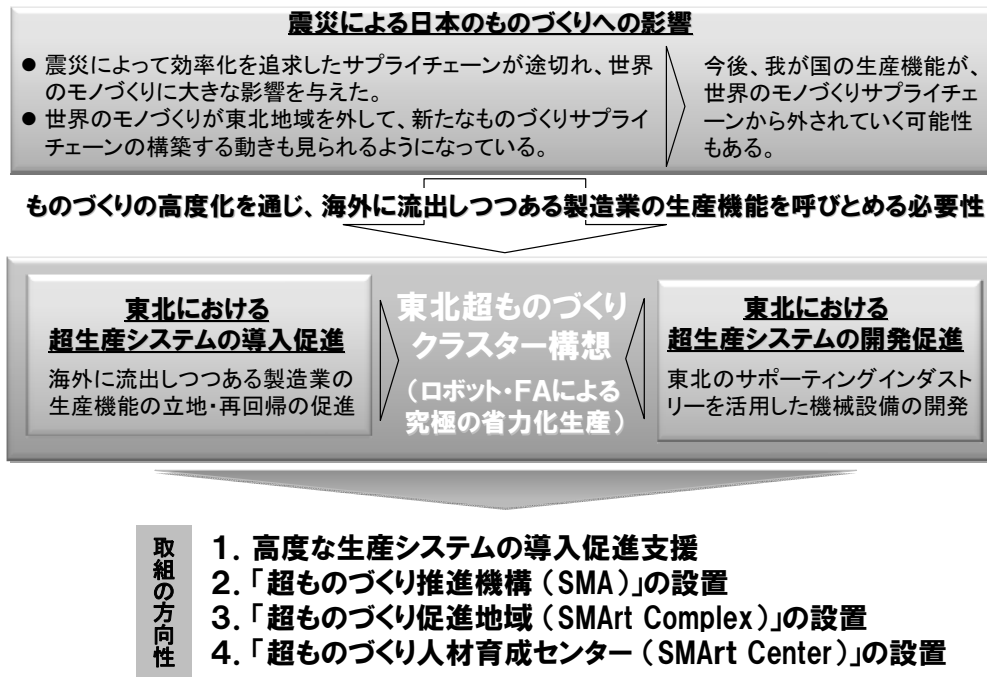 震災による日本のものづくりへの影響
● 震災によって効率化を追求したサプライチェーンが途切れ、世界
のモノづくりに大きな影響を与えた。
● 世界のモノづくりが東北地域を外して、新たなものづくりサプライ
チェーンの構築する動きも見られるようになっている。
今後、我が国の生産機能が、
世界のモノづくりサプライチェ
ーンから外されていく可能性
もある。
ものづくりの高度化を通じ、海外に流出しつつある製造業の生産機能を呼びとめる必要性
東北における
超生産システムの導入促進
海外に流出しつつある製造業の
生産機能の立地・再回帰の促進
東北超ものづくり
クラスター構想
（ロボット・FAによる
究極の省力化生産）
東北における
超生産システムの開発促進
東北のサポーティングインダスト
リーを活用した機械設備の開発
取組の方向性
１．高度な生産システムの導入促進支援
２．「超ものづくり推進機構（SMA）」の設置
３．「超ものづくり促進地域（SMArt Complex）」の設置
４．「超ものづくり人材育成センター（SMArt Center）」の設置